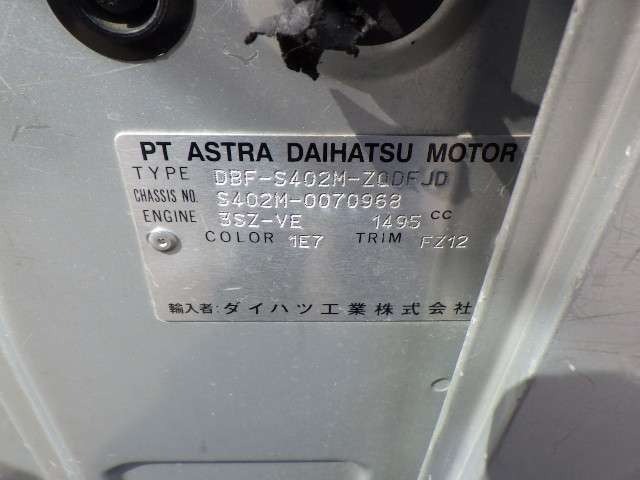 PT ASTRA DAIHATSU MOTOR
TYPE DBF-S402M-ZQDFJD
CHASSIS NO. S402M-0070968
ENGINE 3SZ-VE 1495 CC
COLOR 1E7 TRIM FZ12
輸入者: ダイハツ工業株式会社